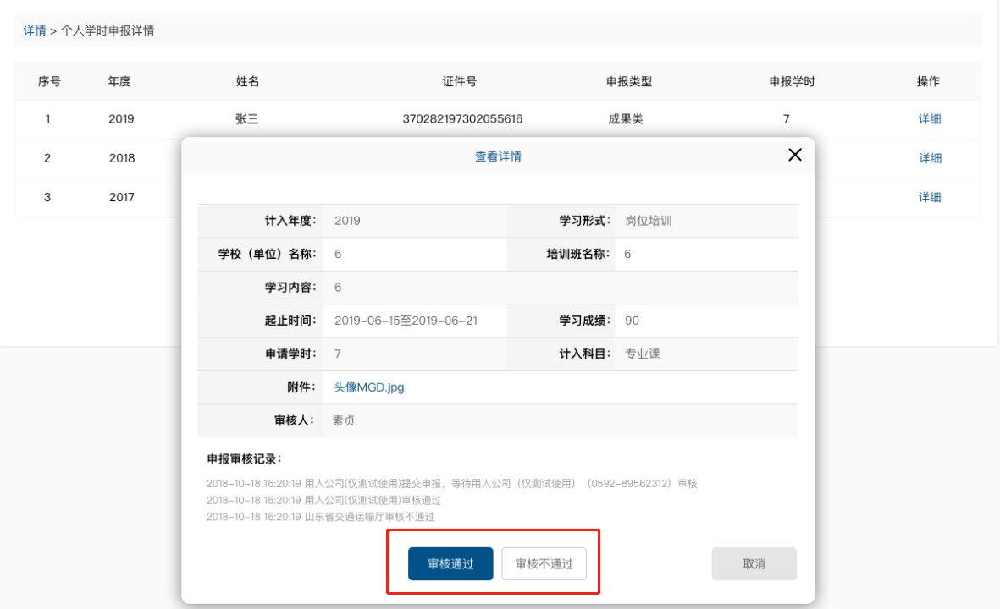 详情 > 个人学时申报详情
序号 年度 姓名 证件号 申报类型 申报学时 操作
1 2019 张三 370282197302055616 成果类 7 详细
2 2018 详细
3 2017 详细
查看详情
计入年度: 2019 学习形式: 岗位培训
学校（单位）名称: 6 培训班名称: 6
学习内容: 6
起止时间: 2019-06-15至2019-06-21 学习成绩: 90
申请学时: 7 计入科目: 专业课
附件: 头像MGD.jpg
审核人: 素贞
申报审核记录:
2018-10-18 16:20:19 用人公司(仅测试使用)提交申报，等待用人公司（仅测试使用）（0592-89562312）审核
2018-10-18 16:20:19 用人公司(仅测试使用)审核通过
2018-10-18 16:20:19 山东省交通运输厅审核不通过
审核通过 审核不通过 取消